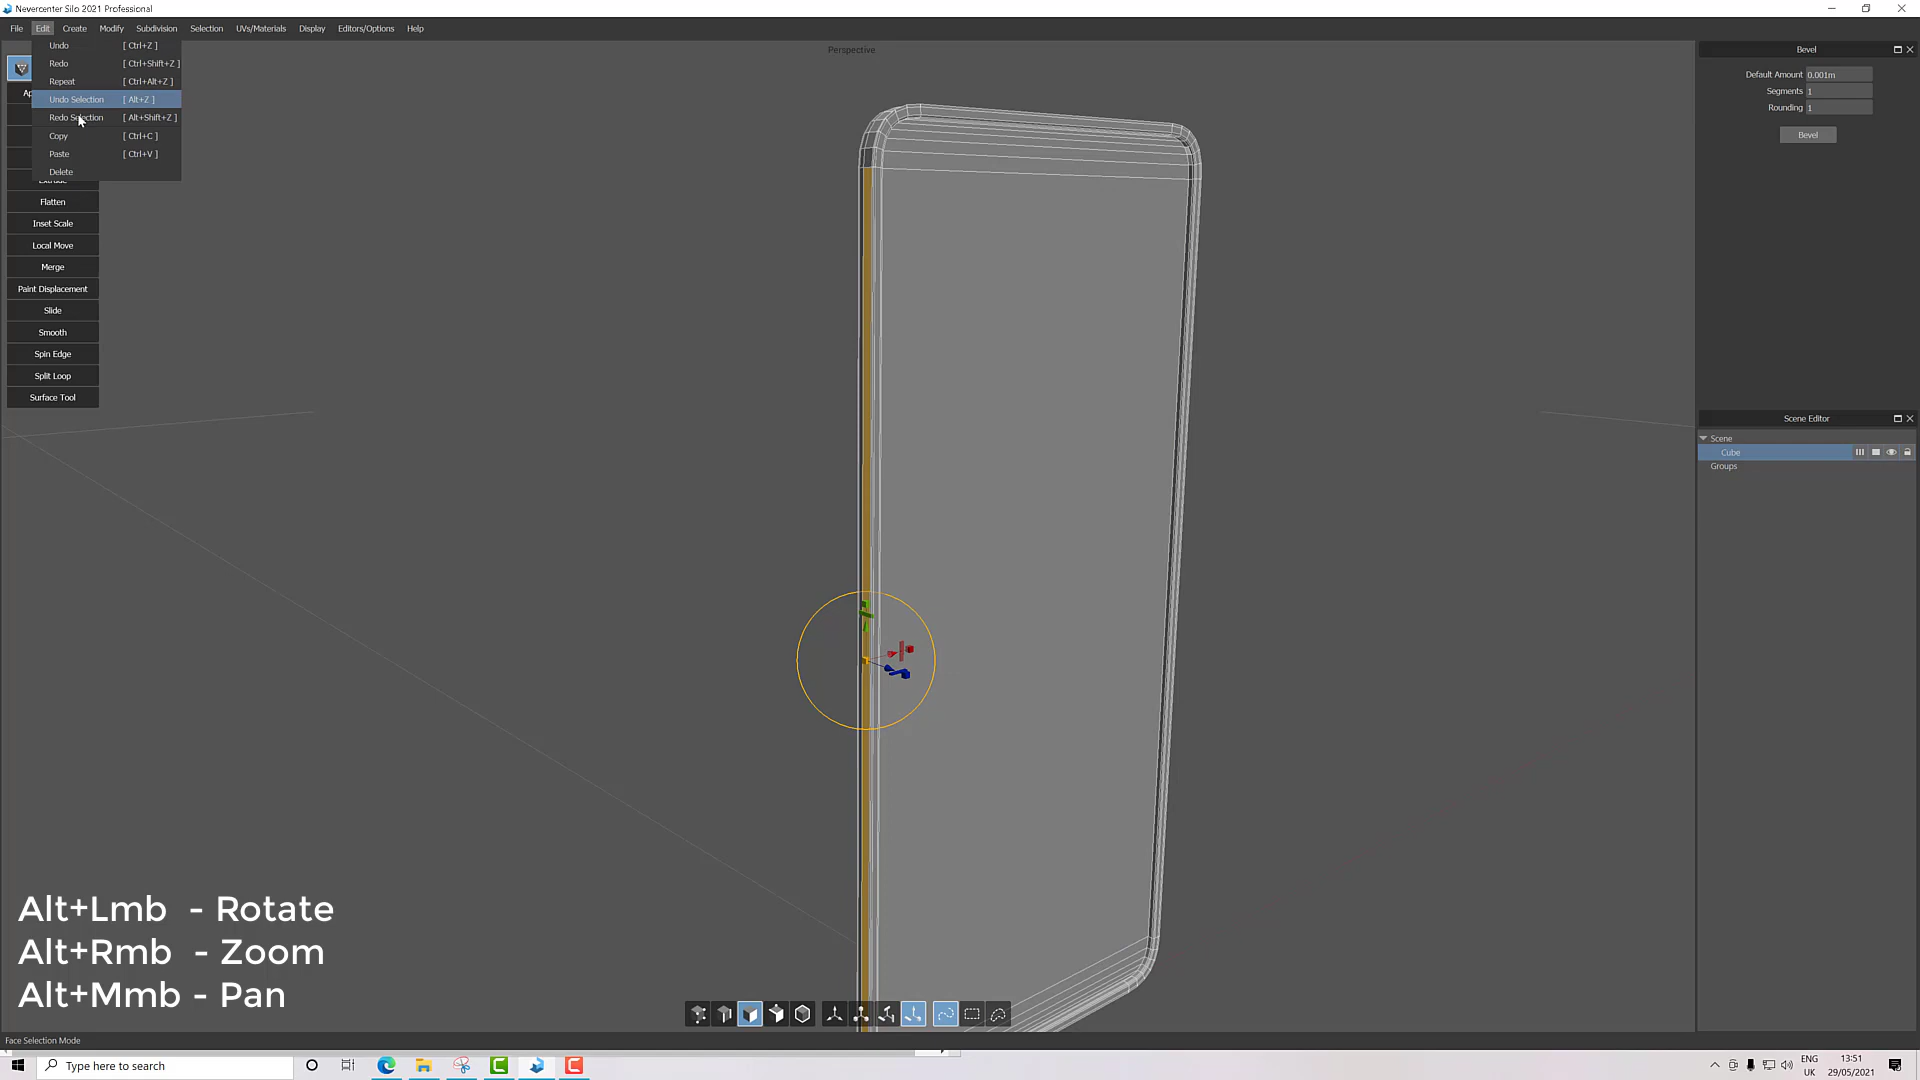 Nevercenter Silo 2021 Professional
File Edit Create Modify Subdivision Selection UVs/Materials Display Editors/Options Help
Undo [ Ctrl+Z ]
Redo [ Ctrl+Shift+Z ]
Repeat [ Ctrl+Alt+Z ]
Undo Selection [ Alt+Z ]
Redo Selection [ Alt+Shift+Z ]
Copy [ Ctrl+C ]
Paste [ Ctrl+V ]
Delete
Flatten
Inset Scale
Local Move
Merge
Paint Displacement
Slide
Smooth
Spin Edge
Split Loop
Surface Tool
Perspective
Bevel
Default Amount 0.001m
Segments 1
Rounding 1
Bevel
Scene Editor
Scene
Cube
Groups
Alt+Lmb - Rotate
Alt+Rmb - Zoom
Alt+Mmb - Pan
Face Selection Mode
Type here to search
ENG
UK
13:51
29/05/2021